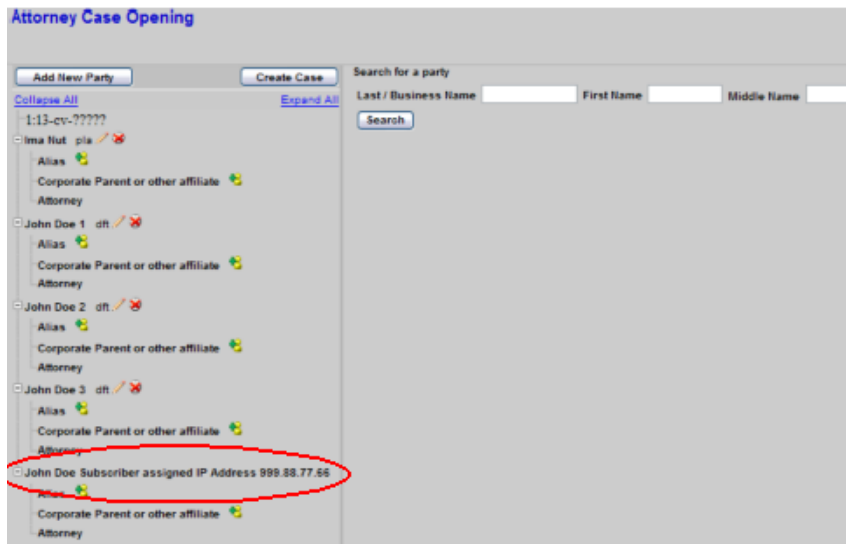 Attorney Case Opening
Add New Party Create Case
Collapse All Expand All
1:13-cv-?????
Ima Nut pla
Alias
Corporate Parent or other affiliate
Attorney
John Doe 1 dft
Alias
Corporate Parent or other affiliate
Attorney
John Doe 2 dft
Alias
Corporate Parent or other affiliate
Attorney
John Doe 3 dft
Alias
Corporate Parent or other affiliate
Attorney
John Doe Subscriber assigned IP Address 999.88.77.66
Alias
Corporate Parent or other affiliate
Attorney
Search for a party
Last / Business Name First Name Middle Name
Search